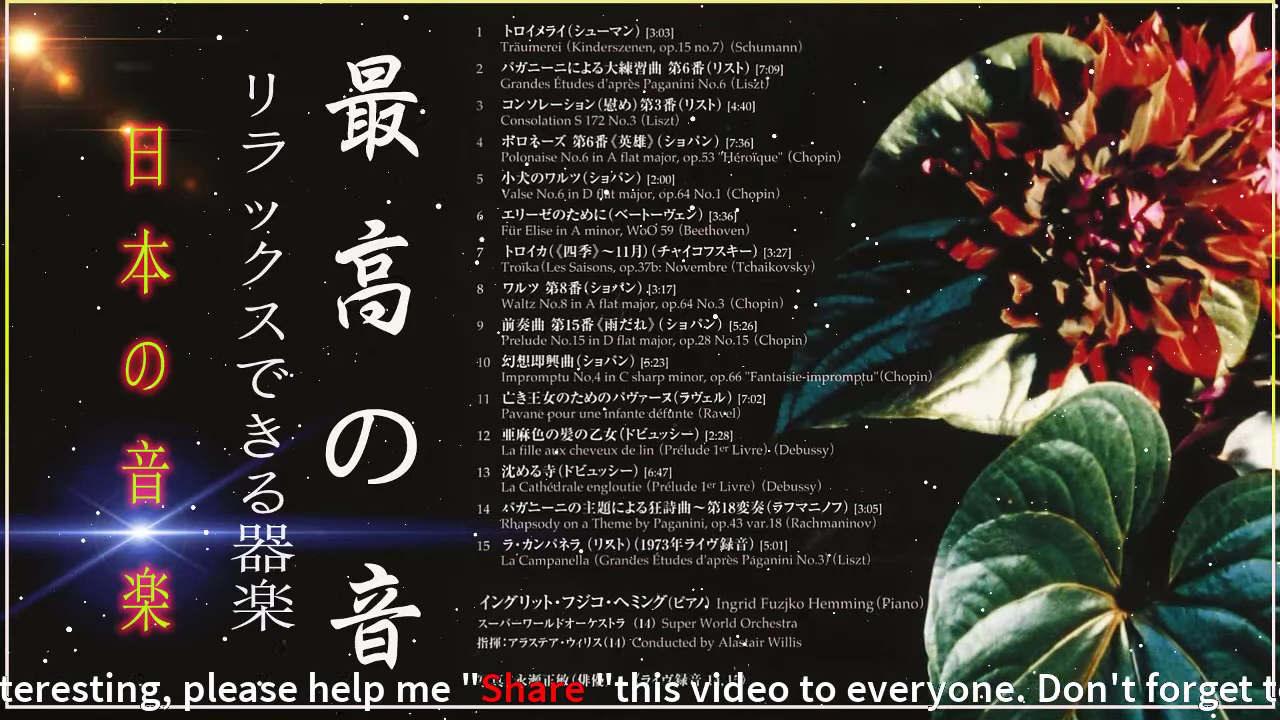 日本の音楽
リラックスできる器楽
最高の音
1 トロイメライ(シューマン) [3:03]
Träumerei (Kinderszenen, op.15 no.7) (Schumann)
2 パガニーニによる大練習曲 第6番(リスト) [7:09]
Grandes Études d'après Paganini No.6 (Liszt)
3 コンソレーション(慰め)第3番(リスト) [4:40]
Consolation S 172 No.3 (Liszt)
4 ポロネーズ 第6番《英雄》(ショパン) [7:36]
Polonaise No.6 in A flat major, op.53 "Héroïque" (Chopin)
5 小犬のワルツ(ショパン) [2:00]
Valse No.6 in D flat major, op.64 No.1 (Chopin)
6 エリーゼのために(ベートーヴェン) [3:36]
Für Elise in A minor, WoO 59 (Beethoven)
7 トロイカ(《四季》~11月)(チャイコフスキー) [3:27]
Troïka (Les Saisons, op.37b: Novembre (Tchaikovsky)
8 ワルツ 第8番(ショパン) [3:17]
Waltz No.8 in A flat major, op.64 No.3 (Chopin)
9 前奏曲 第15番《雨だれ》(ショパン) [5:26]
Prelude No.15 in D flat major, op.28 No.15 (Chopin)
10 幻想即興曲(ショパン) [5:23]
Impromptu No.4 in C sharp minor, op.66 "Fantaisie-impromptu"(Chopin)
11 亡き王女のためのパヴァーヌ(ラヴェル) [7:02]
Pavane pour une infante défunte (Ravel)
12 亜麻色の髪の乙女(ドビュッシー) [2:28]
La fille aux cheveux de lin (Prélude 1er Livre) (Debussy)
13 沈める寺(ドビュッシー) [6:47]
La Cathédrale engloutie (Prélude 1er Livre) (Debussy)
14 パガニーニの主題による狂詩曲~第18変奏(ラフマニノフ) [3:05]
Rhapsody on a Theme by Paganini, op.43 var.18 (Rachmaninov)
15 ラ・カンパネラ (リスト)(1973年ライヴ録音) [5:01]
La Campanella (Grandes Études d'après Paganini No.3) (Liszt)
イングリット・フジコ・ヘミング(ピアノ) Ingrid Fuzjko Hemming (Piano)
スーパーワールドオーケストラ (14) Super World Orchestra
指揮:アラステア・ウィリス(14) Conducted by Alastair Willis
永瀬正敏(俳優)
teresting, please help me "Share" this video to everyone. Don't forget t